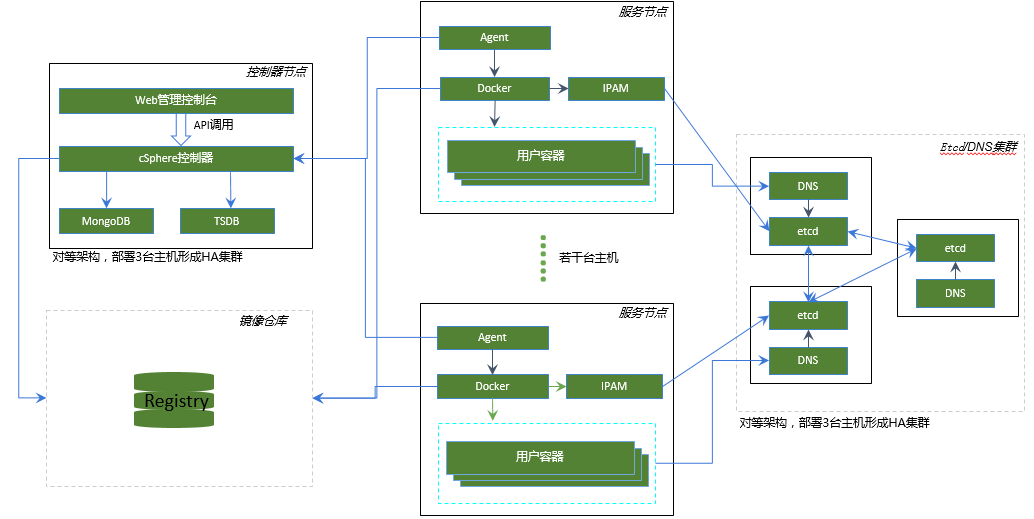 控制器节点
Web管理控制台
API调用
cSphere控制器
MongoDB
TSDB
对等架构，部署3台主机形成HA集群
镜像仓库
Registry
服务节点
Agent
Docker
IPAM
用户容器
若干台主机
服务节点
Agent
Docker
IPAM
用户容器
Etcd/DNS集群
DNS
etcd
etcd
DNS
etcd
DNS
对等架构，部署3台主机形成HA集群